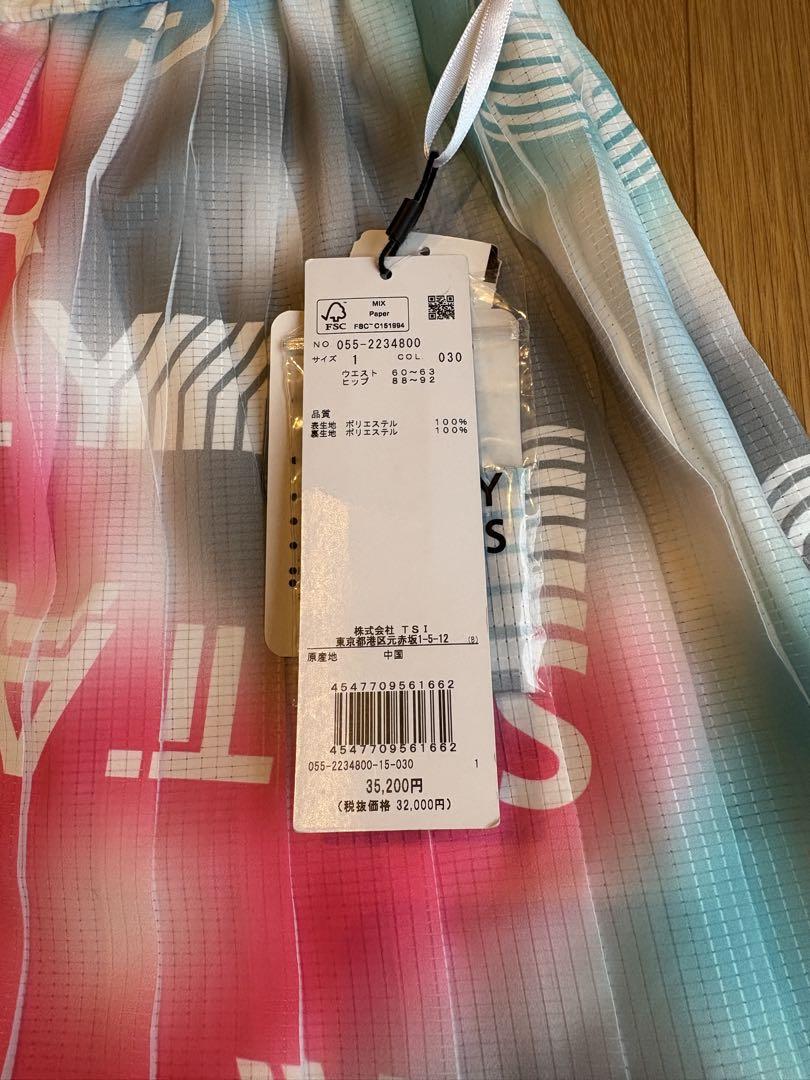 MIX
Paper
FSC
FSC™ C151994
NO 055-2234800
サイズ 1 COL. 030
ウエスト 60~63
ヒップ 88~92
品質
表生地 ポリエステル 100%
裏生地 ポリエステル 100%
Y
S
株式会社 TSI
東京都港区元赤坂1-5-12 (B)
原産地 中国
4547709561662
4547709561662
055-2234800-15-030 1
35,200円
(税抜価格 32,000円)